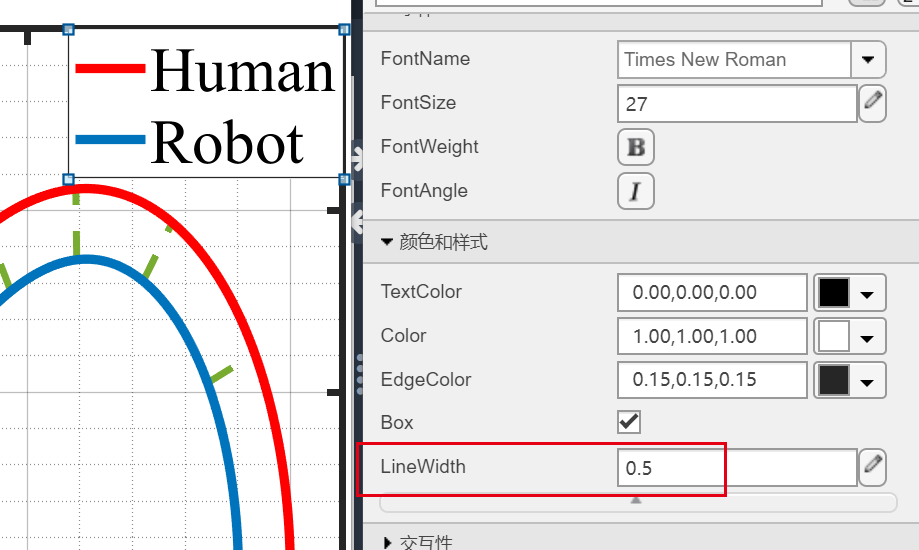 Human
Robot
FontName
Times New Roman
FontSize
27
FontWeight
B
FontAngle
I
颜色和样式
TextColor
0.00,0.00,0.00
Color
1.00,1.00,1.00
EdgeColor
0.15,0.15,0.15
Box
LineWidth
0.5
交互性